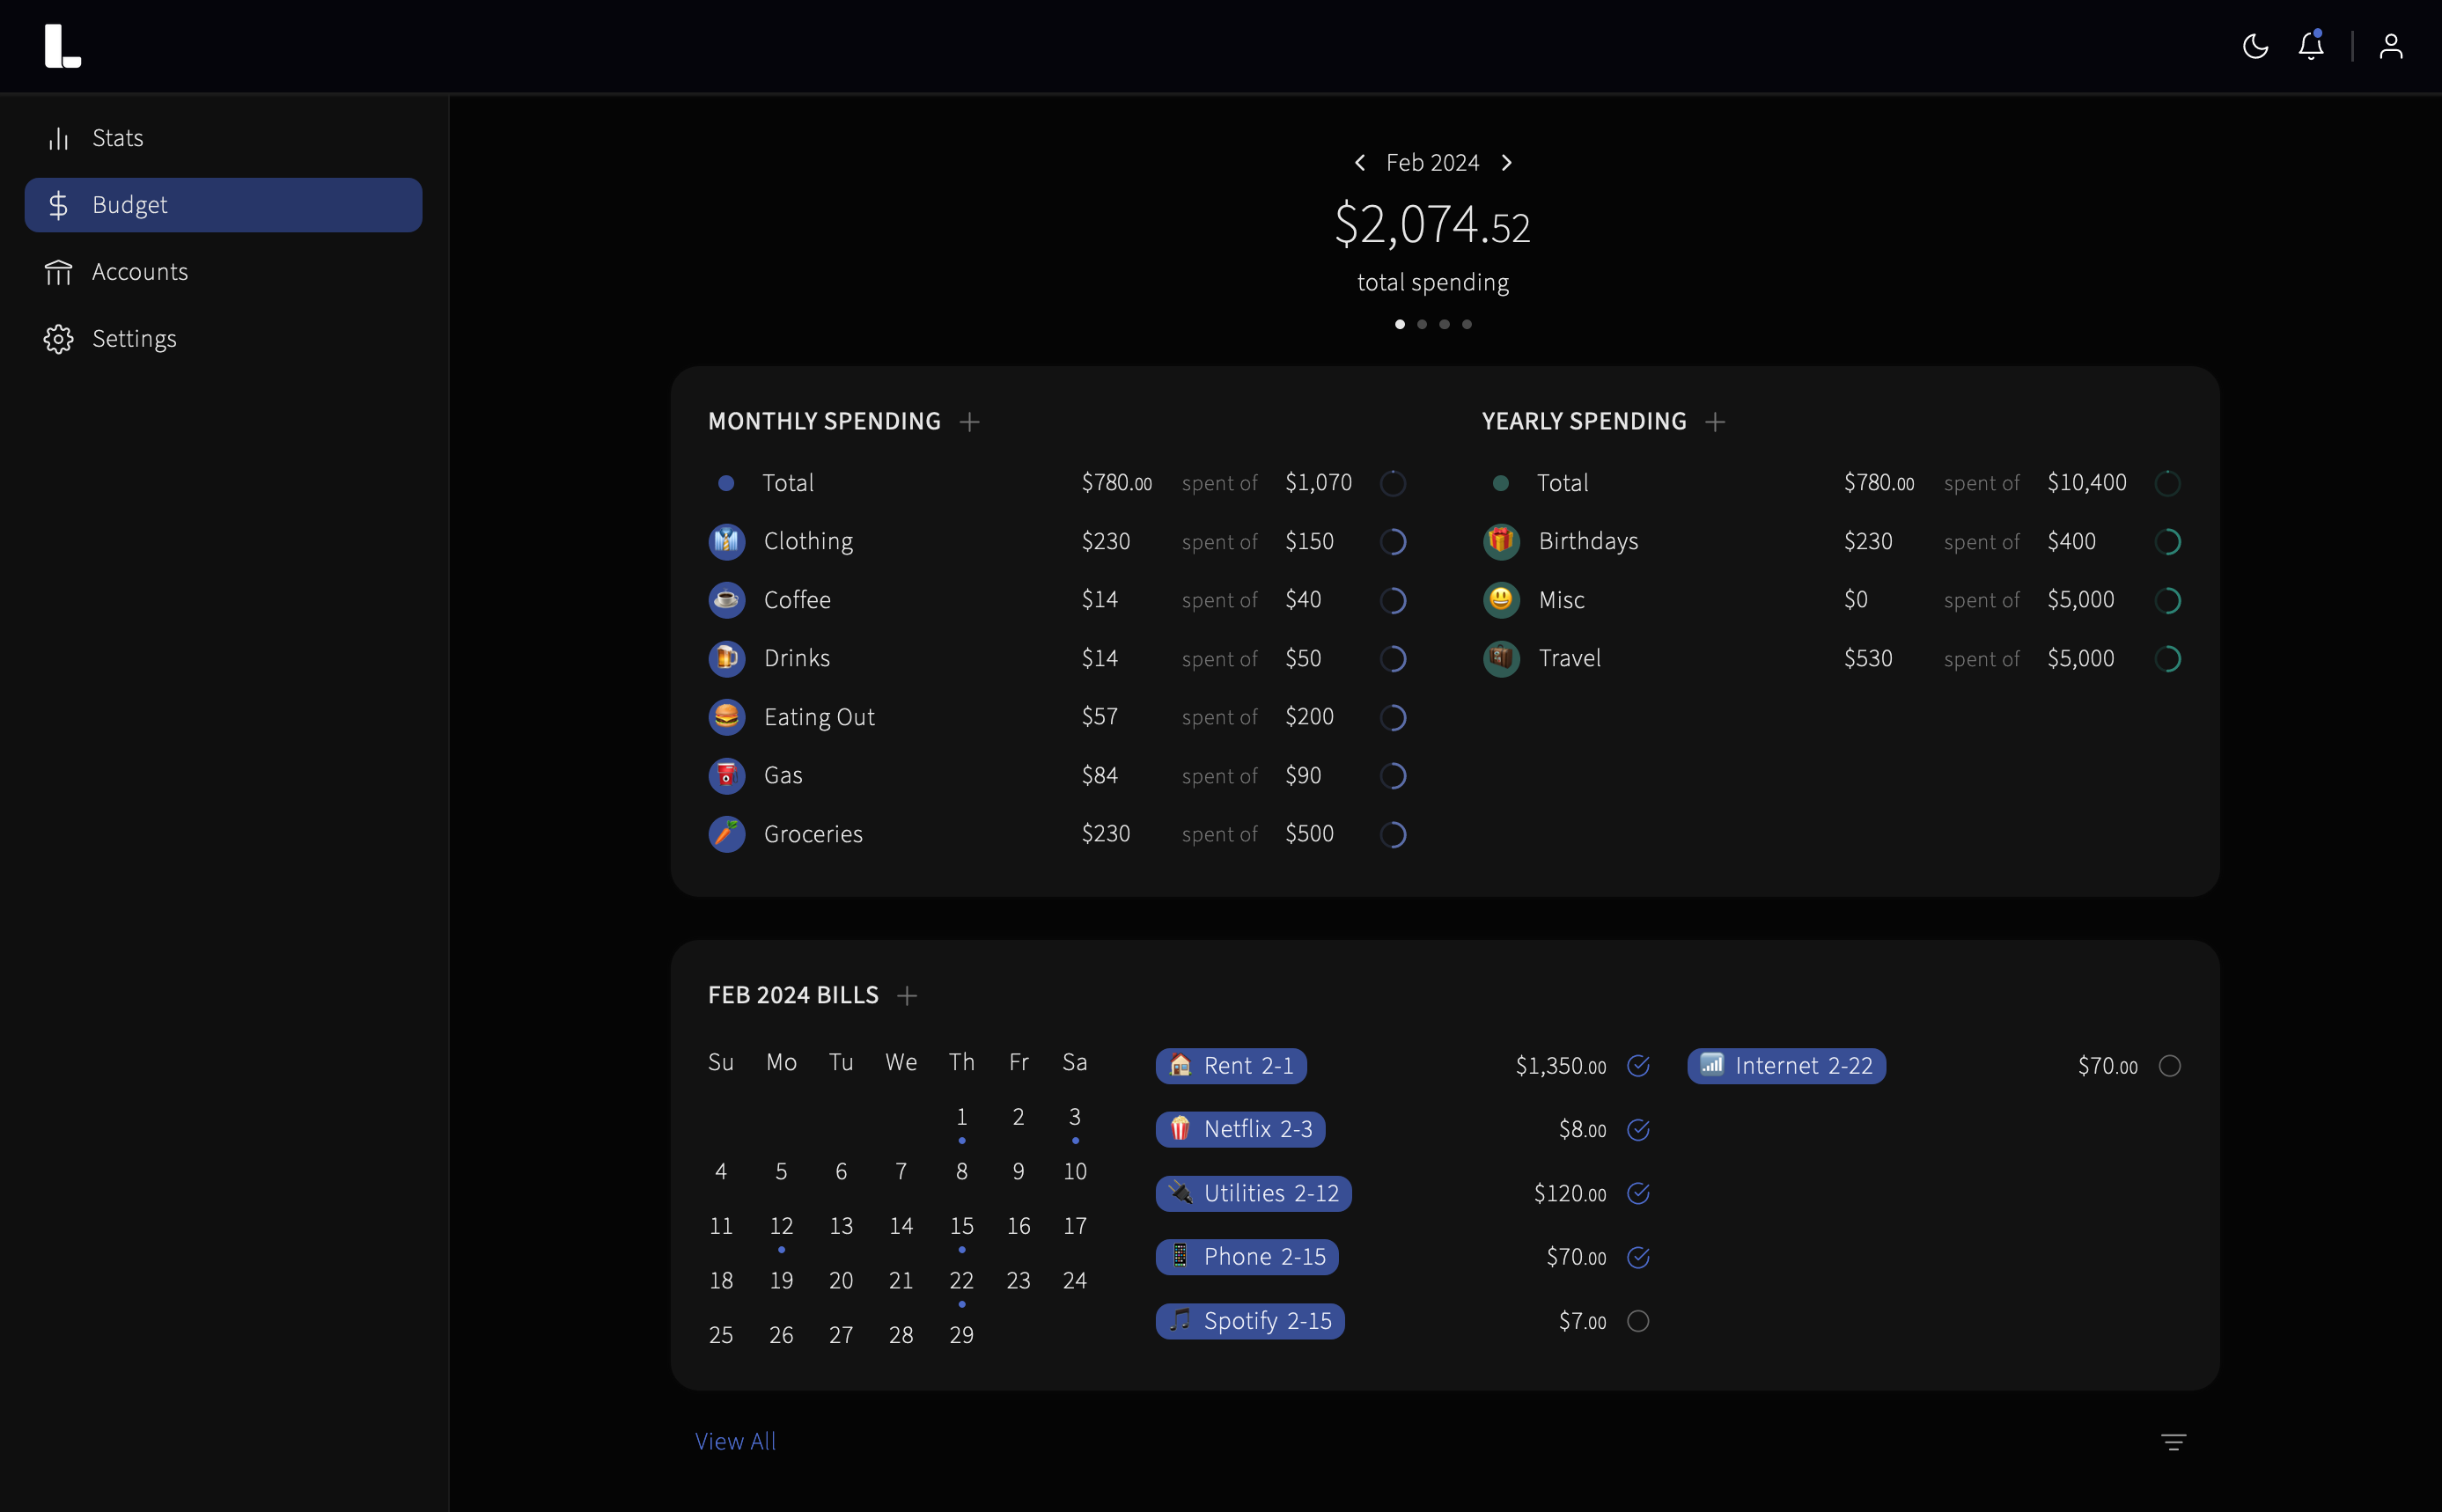 L
Stats
Budget
Accounts
Settings
Feb 2024
$2,074.52
total spending
MONTHLY SPENDING
Total $780.00 spent of $1,070
Clothing $230 spent of $150
Coffee $14 spent of $40
Drinks $14 spent of $50
Eating Out $57 spent of $200
Gas $84 spent of $90
Groceries $230 spent of $500
YEARLY SPENDING
Total $780.00 spent of $10,400
Birthdays $230 spent of $400
Misc $0 spent of $5,000
Travel $530 spent of $5,000
FEB 2024 BILLS
Su Mo Tu We Th Fr Sa
1 2 3
4 5 6 7 8 9 10
11 12 13 14 15 16 17
18 19 20 21 22 23 24
25 26 27 28 29
Rent 2-1 $1,350.00
Netflix 2-3 $8.00
Utilities 2-12 $120.00
Phone 2-15 $70.00
Spotify 2-15 $7.00
Internet 2-22 $70.00
View All